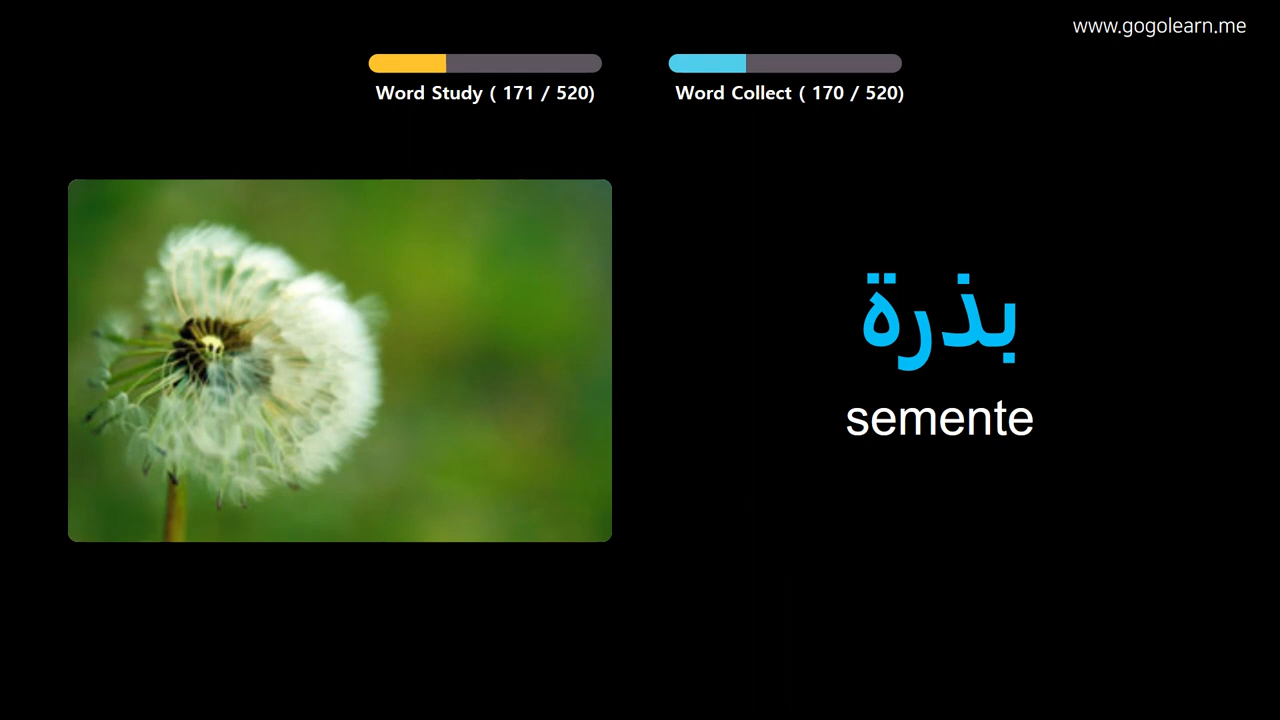 www.gogolearn.me
Word Study ( 171 / 520)
Word Collect ( 170 / 520)
بذرة
semente